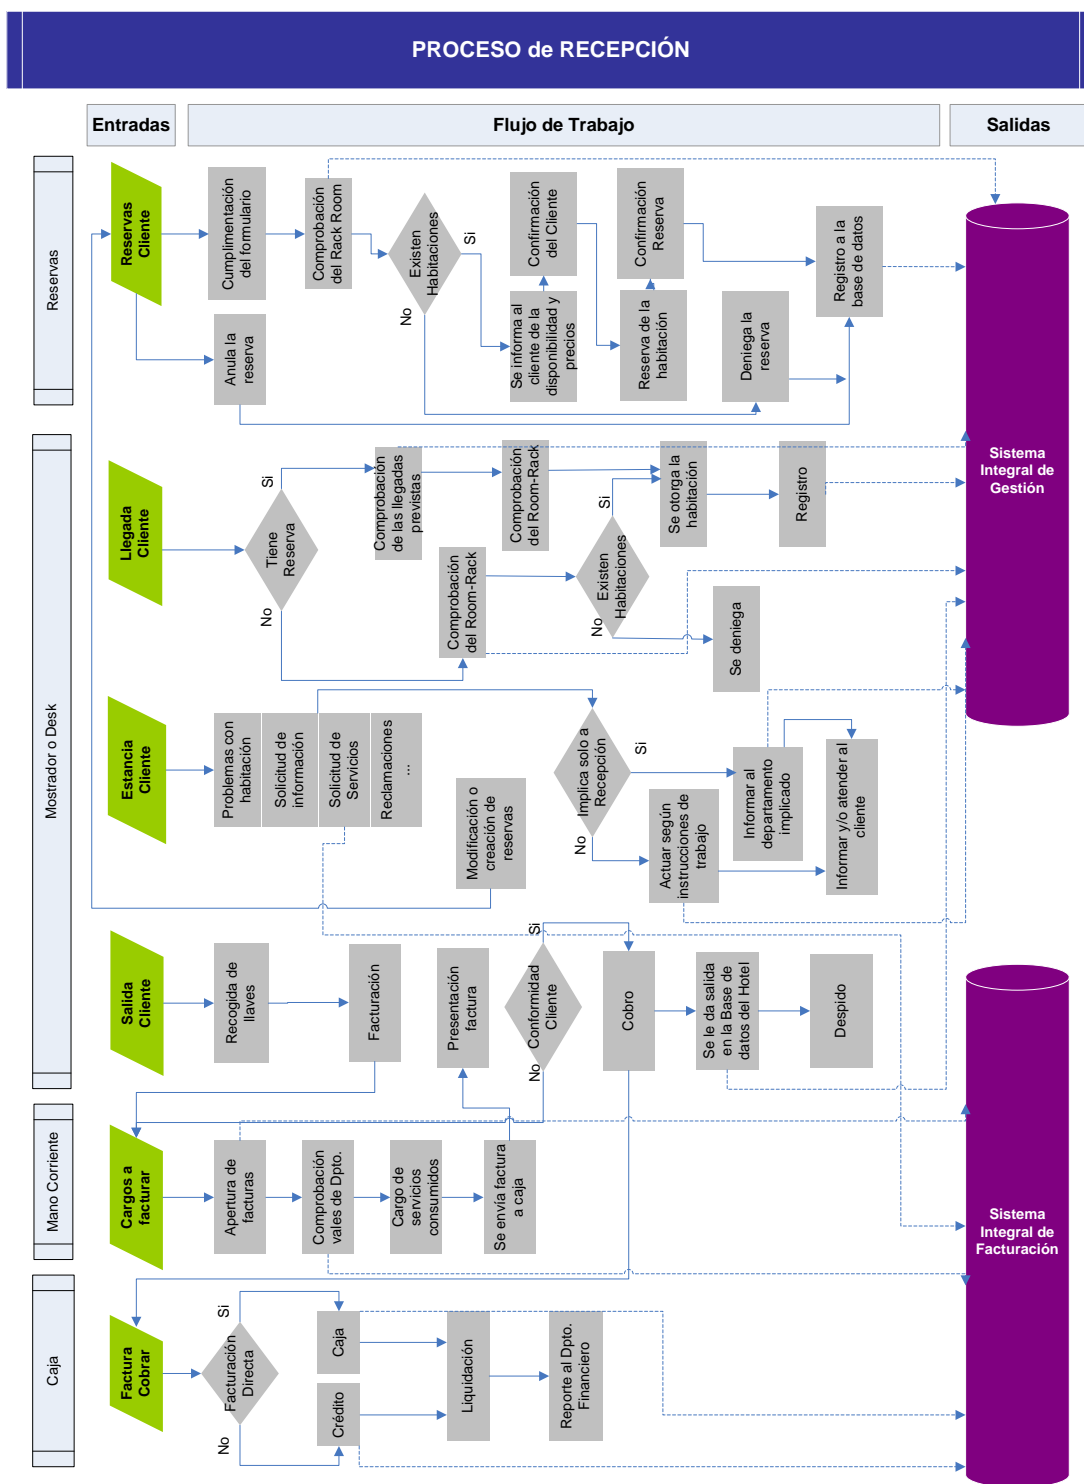 PROCESO de RECEPCIÓN
Entradas
Flujo de Trabajo
Salidas
Reservas
Reservas
Cliente
Cumplimentación
del formulario
Anula la
reserva
Comprobación
del Rack Room
Existen
Habitaciones
Si
No
Se informa al
cliente de la
disponibilidad y
precios
Confirmación
del Cliente
Reserva de la
habitación
Confirmación
Reserva
Deniega la
reserva
Registro a la
base de datos
Mostrador o Desk
Llegada
Cliente
Tiene
Reserva
Si
No
Comprobación
de las llegadas
previstas
Comprobación
del Room-Rack
Comprobación
del Room-Rack
Existen
Habitaciones
Si
No
Se otorga la
habitación
Registro
Se deniega
Sistema
Integral de
Gestión
Estancia
Cliente
Problemas con
habitación
Solicitud de
información
Solicitud de
Servicios
Reclamaciones
...
Modificación o
creación de
reservas
Implica solo a
Recepción
Si
No
Informar al
departamento
implicado
Actuar según
instrucciones de
trabajo
Informar y/o atender al
cliente
Salida
Cliente
Recogida de
llaves
Facturación
Presentación
factura
Conformidad
Cliente
Si
No
Cobro
Se le da salida
en la Base de
datos del Hotel
Despido
Mano Corriente
Cargos a
facturar
Apertura de
facturas
Comprobación
vales de Dpto.
Cargo de
servicios
consumidos
Se envía factura
a caja
Sistema
Integral de
Facturación
Caja
Factura
Cobrar
Facturación
Directa
Si
No
Caja
Crédito
Liquidación
Reporte al Dpto.
Financiero